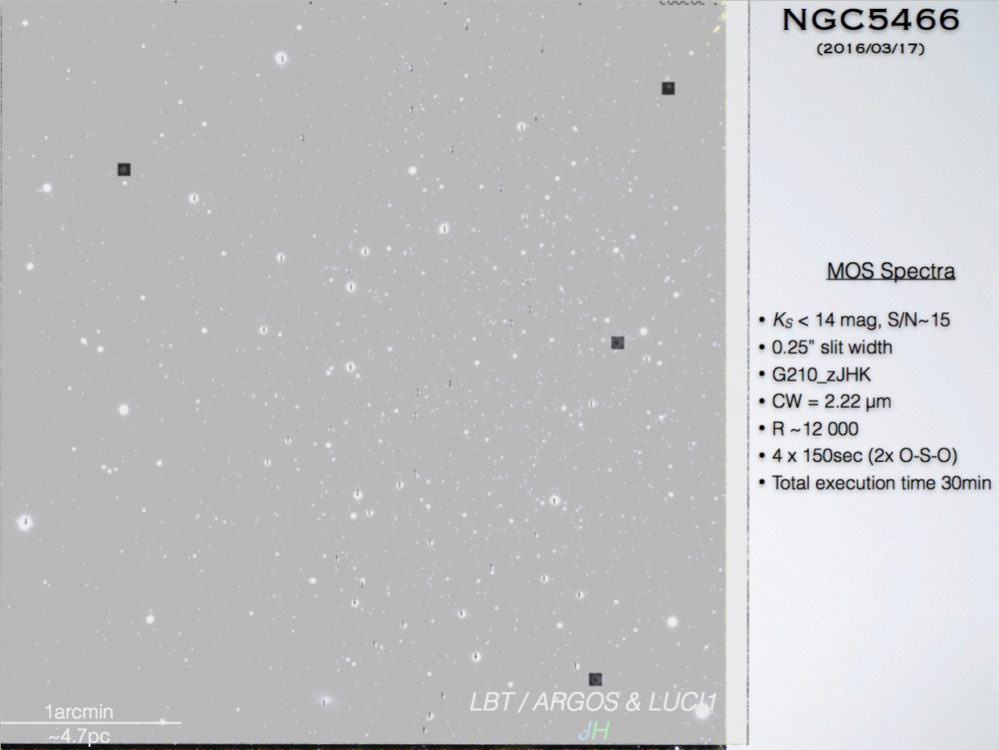 NGC5466
(2016/03/17)
MOS Spectra
• KS < 14 mag, S/N~15
• 0.25” slit width
• G210_zJHK
• CW = 2.22 µm
• R ~12 000
• 4 x 150sec (2x O-S-O)
• Total execution time 30min
LBT / ARGOS & LUCI1
JH
1arcmin
~4.7pc